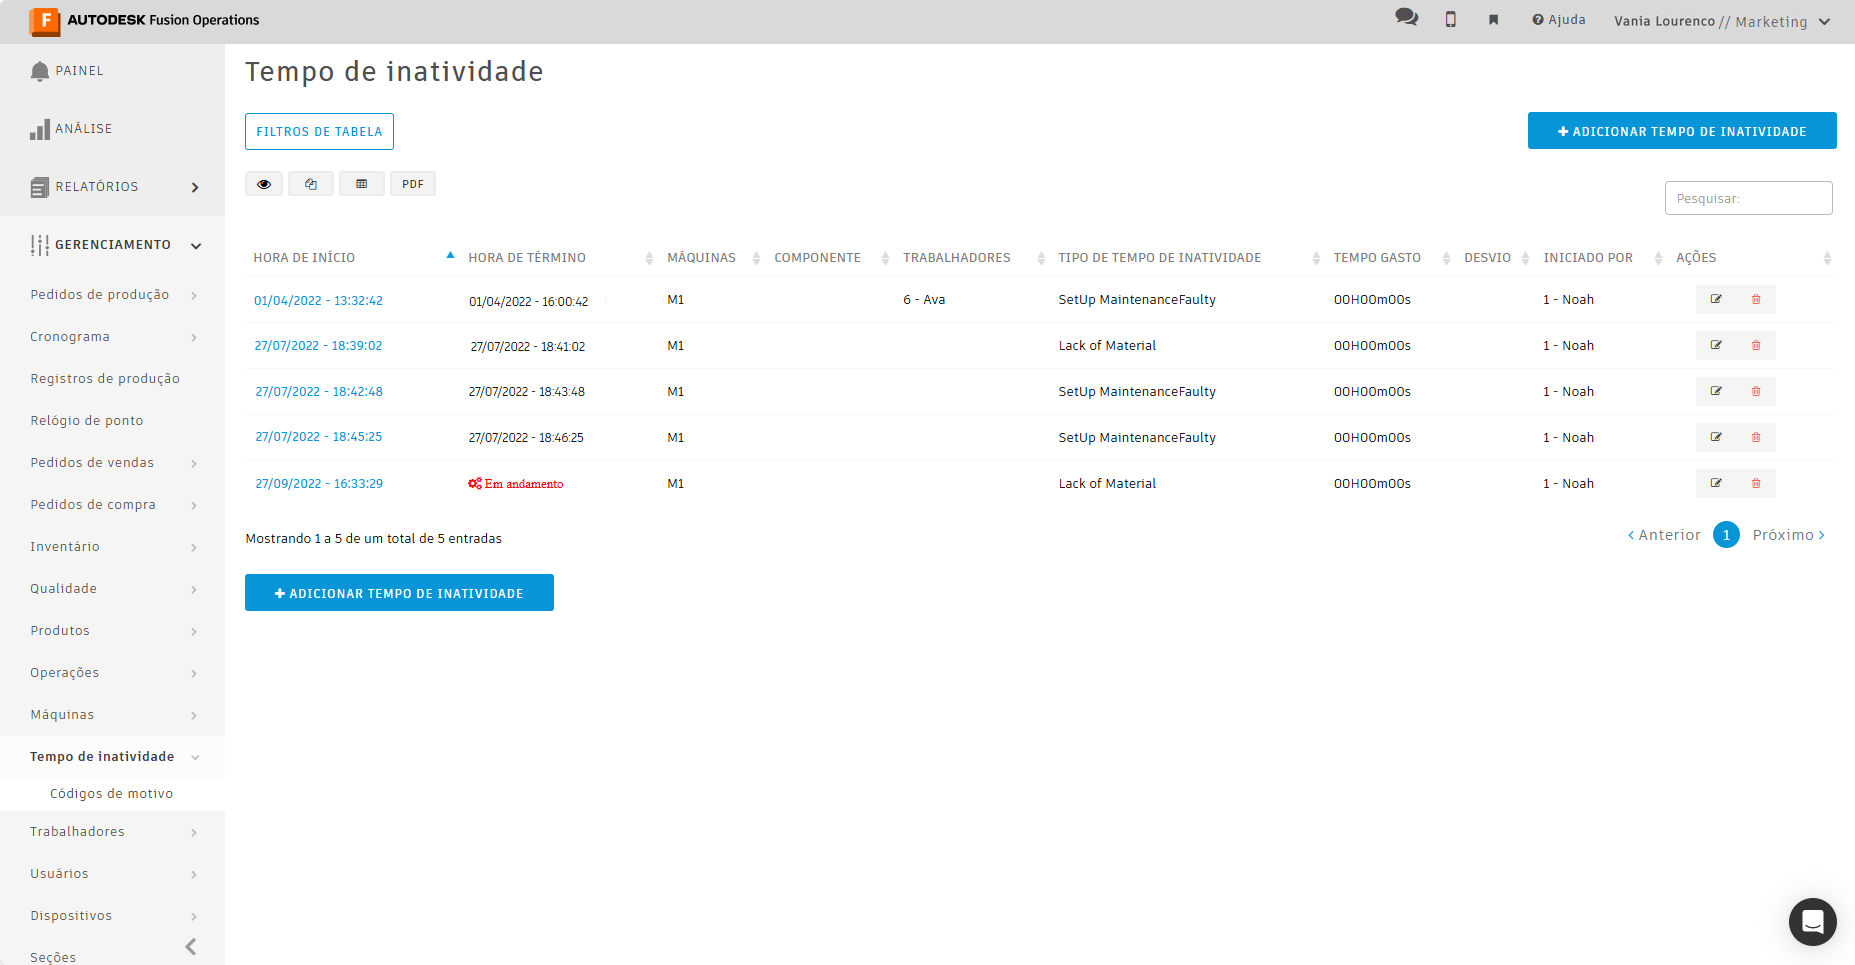 AUTODESK Fusion Operations
Ajuda
Vania Lourenco // Marketing
PAINEL
ANÁLISE
RELATÓRIOS
GERENCIAMENTO
Pedidos de produção
Cronograma
Registros de produção
Relógio de ponto
Pedidos de vendas
Pedidos de compra
Inventário
Qualidade
Produtos
Operações
Máquinas
Tempo de inatividade
Códigos de motivo
Trabalhadores
Usuários
Dispositivos
Seções
Tempo de inatividade
FILTROS DE TABELA
ADICIONAR TEMPO DE INATIVIDADE
PDF
Pesquisar:
HORA DE INÍCIO HORA DE TÉRMINO MÁQUINAS COMPONENTE TRABALHADORES TIPO DE TEMPO DE INATIVIDADE TEMPO GASTO DESVIO INICIADO POR AÇÕES
01/04/2022 - 13:32:42 01/04/2022 - 16:00:42 M1 6 - Ava SetUp MaintenanceFaulty 00H00m00s 1 - Noah
27/07/2022 - 18:39:02 27/07/2022 - 18:41:02 M1 Lack of Material 00H00m00s 1 - Noah
27/07/2022 - 18:42:48 27/07/2022 - 18:43:48 M1 SetUp MaintenanceFaulty 00H00m00s 1 - Noah
27/07/2022 - 18:45:25 27/07/2022 - 18:46:25 M1 SetUp MaintenanceFaulty 00H00m00s 1 - Noah
27/09/2022 - 16:33:29 Em andamento M1 Lack of Material 00H00m00s 1 - Noah
Mostrando 1 a 5 de um total de 5 entradas
Anterior 1 Próximo
ADICIONAR TEMPO DE INATIVIDADE